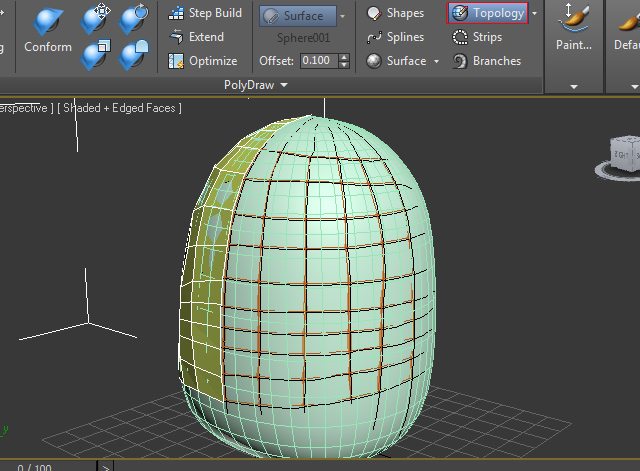 Conform
Step Build
Extend
Optimize
Surface
Sphere001
Offset: 0.100
Shapes
Topology
Splines
Strips
Surface
Branches
Paint...
PolyDraw
erspective ] [ Shaded + Edged Faces ]
y
0 / 100
>